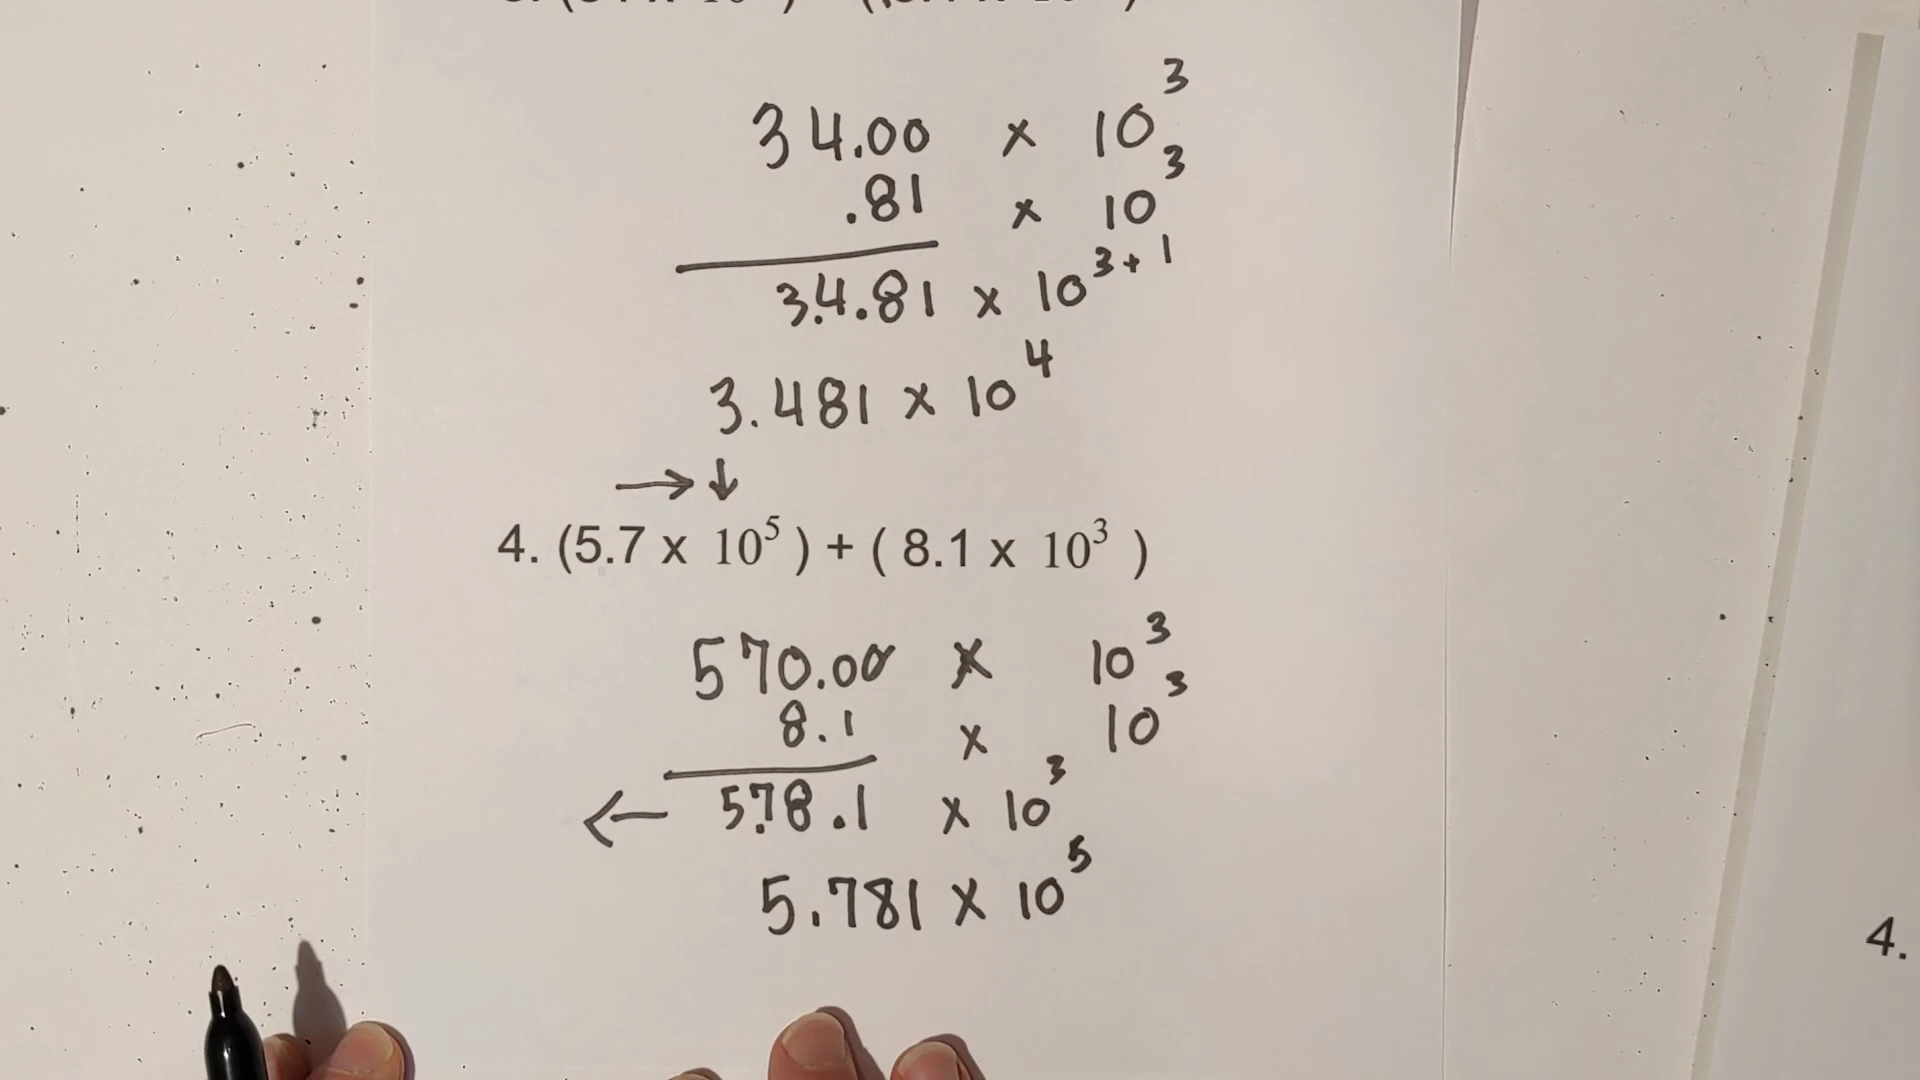 34.00 x 10³
.81 x 10³
34.81 x 10³⁺¹
3.481 x 10⁴
→ ↓
4. (5.7 x 10⁵ ) + ( 8.1 x 10³ )
570.00 x 10³
8.1 x 10³
← 578.1 x 10³
5.781 x 10⁵
4.